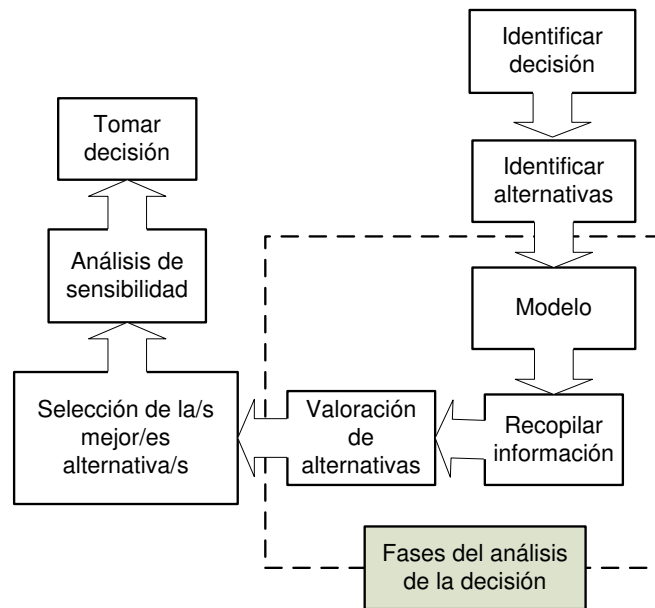 Identificar
decisión
Identificar
alternativas
Modelo
Recopilar
información
Valoración
de
alternativas
Selección de la/s
mejor/es
alternativa/s
Análisis de
sensibilidad
Tomar
decisión
Fases del análisis
de la decisión